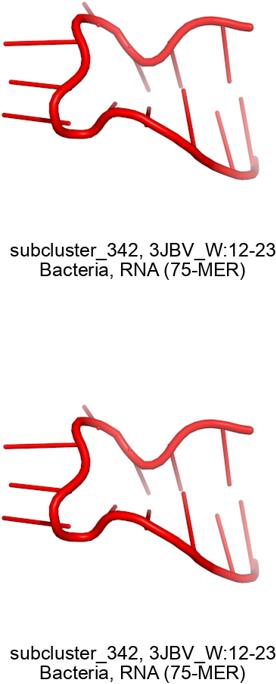 subcluster_342, 3JBV_W:12-23
Bacteria, RNA (75-MER)
subcluster_342, 3JBV_W:12-23
Bacteria, RNA (75-MER)